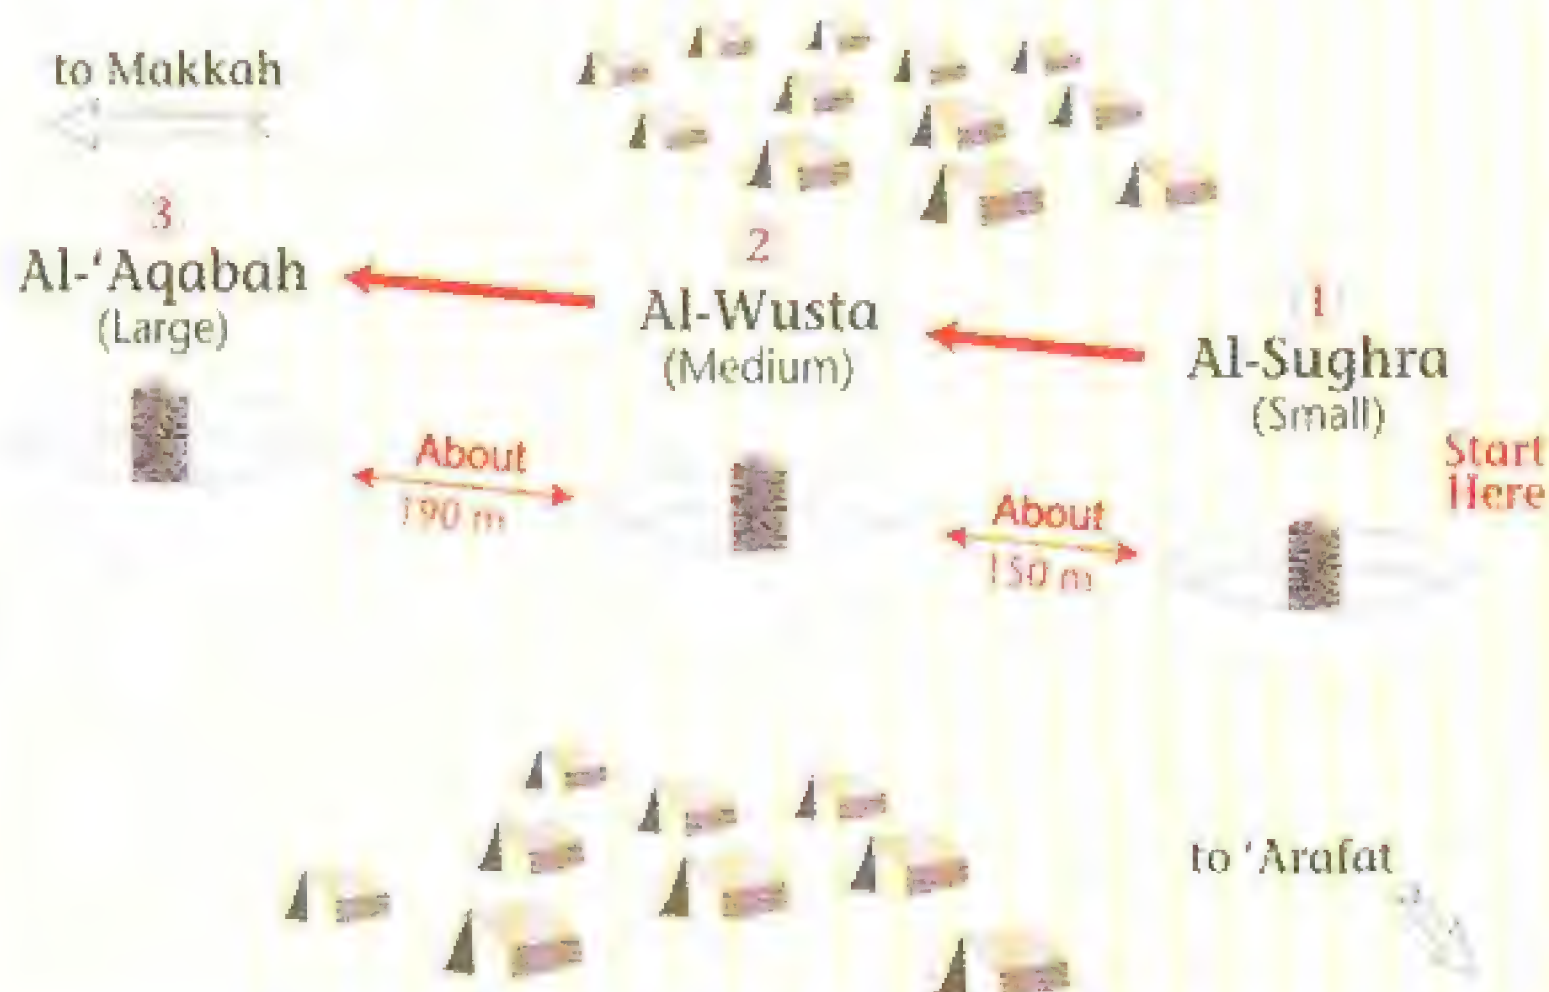 to Makkah
3
Al-'Aqabah
(Large)
2
Al-Wusta
(Medium)
1
Al-Sughra
(Small)
Start
Here
About
190 m
About
150 m
to 'Arafat